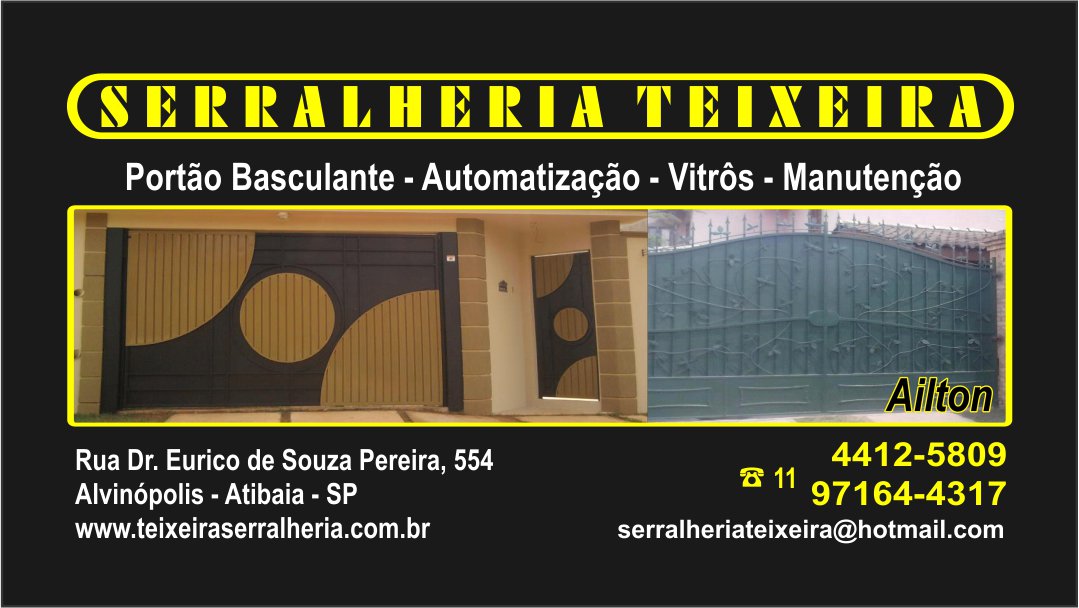 SERRALHERIA TEIXEIRA
Portão Basculante - Automatização - Vitrôs - Manutenção
Ailton
Rua Dr. Eurico de Souza Pereira, 554
Alvinópolis - Atibaia - SP
www.teixeiraserralheria.com.br
☎ 11 4412-5809
97164-4317
serralheriateixeira@hotmail.com